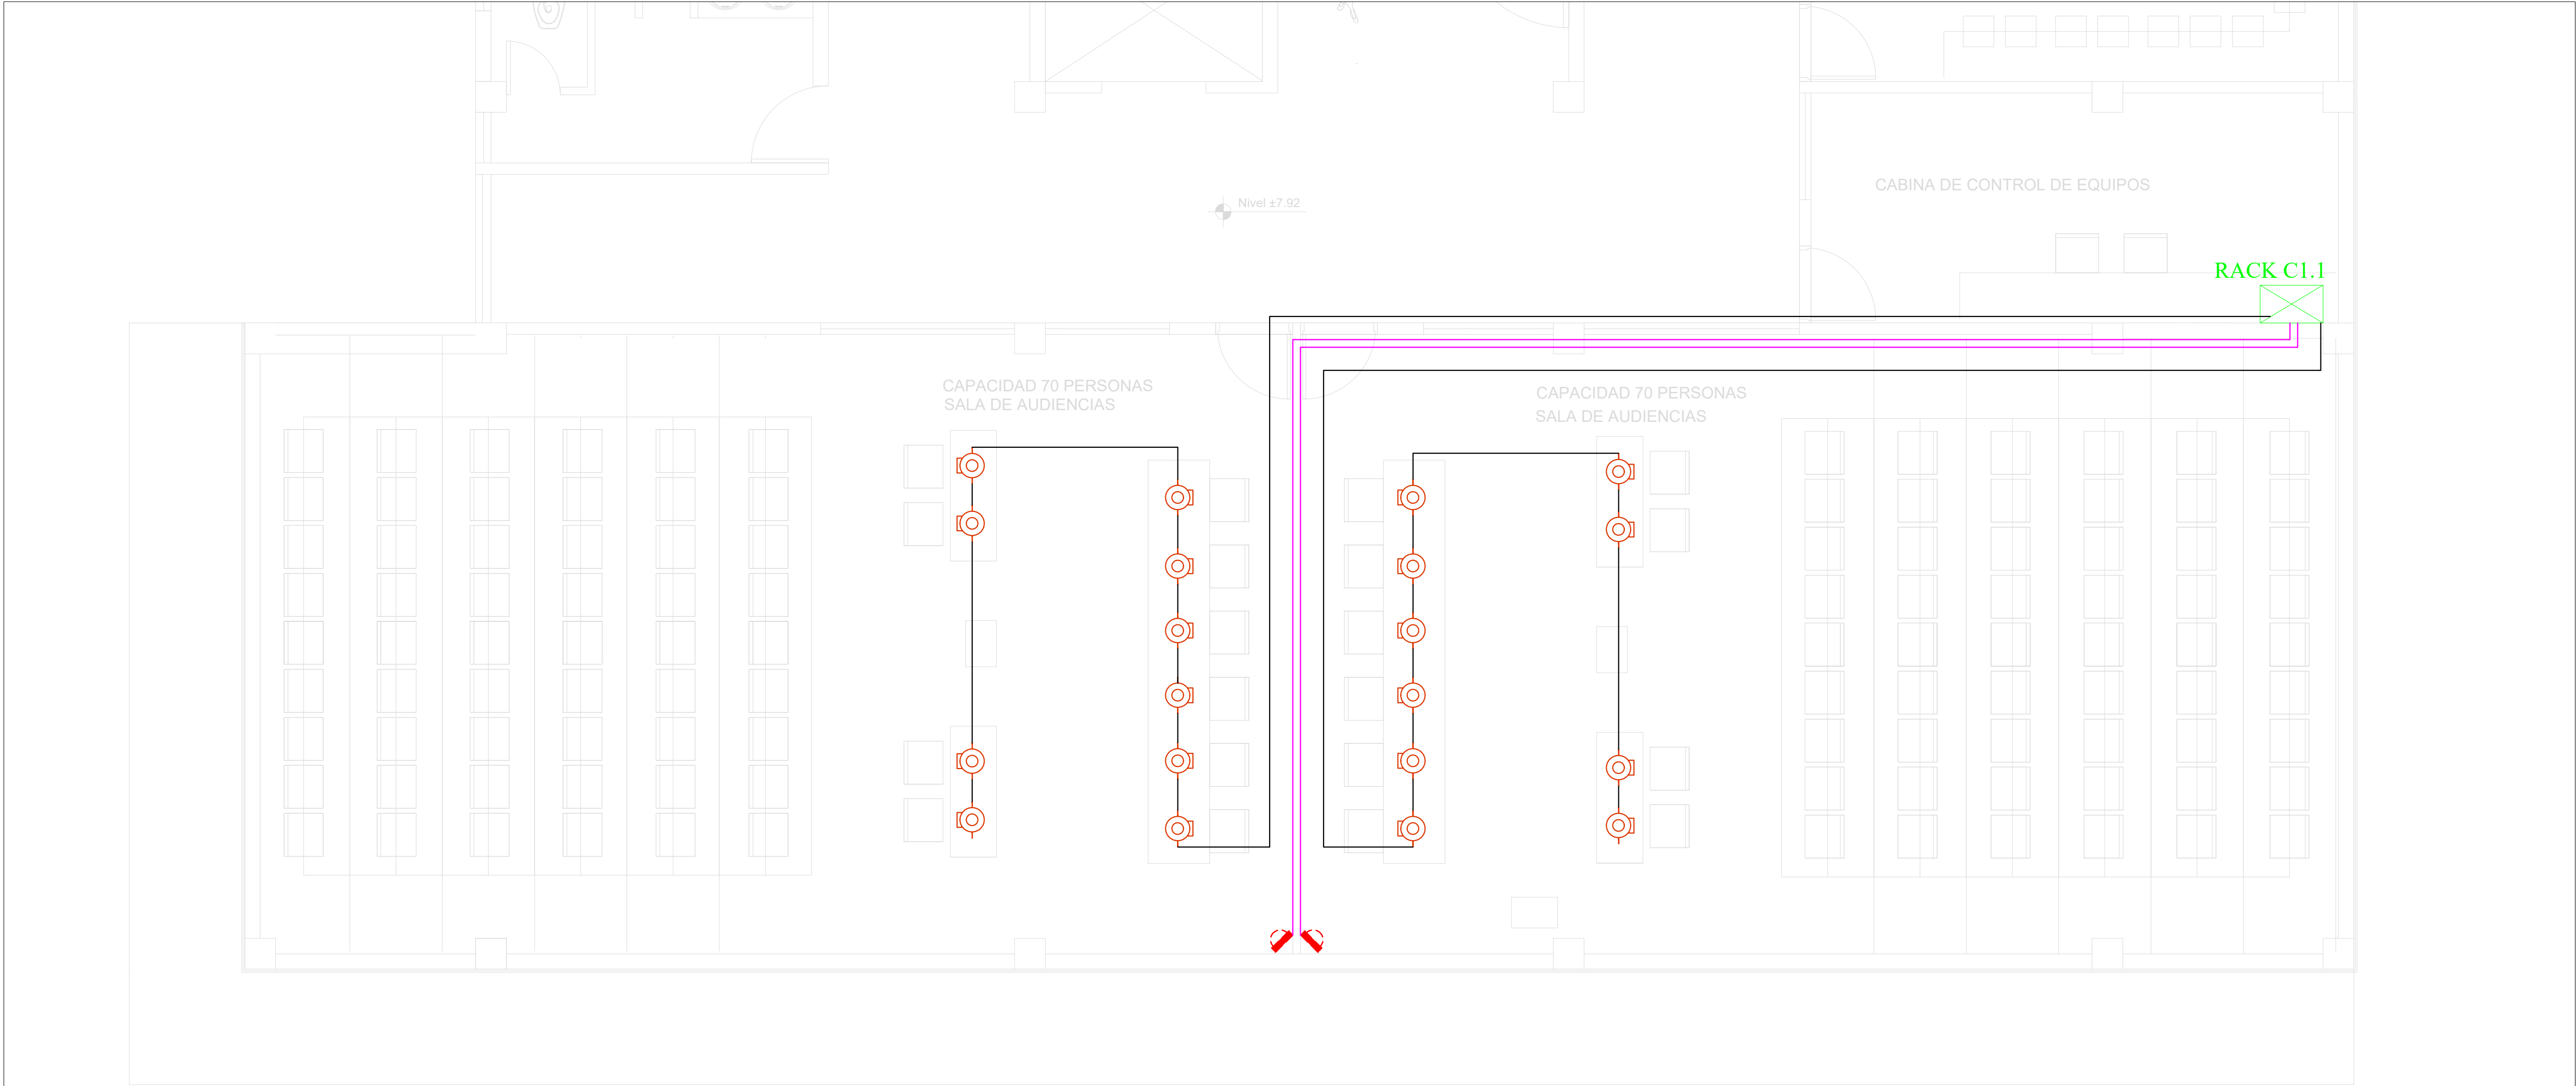 CABINA DE CONTROL DE EQUIPOS
Nivel ±7.92
RACK C1.1
CAPACIDAD 70 PERSONAS
SALA DE AUDIENCIAS
CAPACIDAD 70 PERSONAS
SALA DE AUDIENCIAS